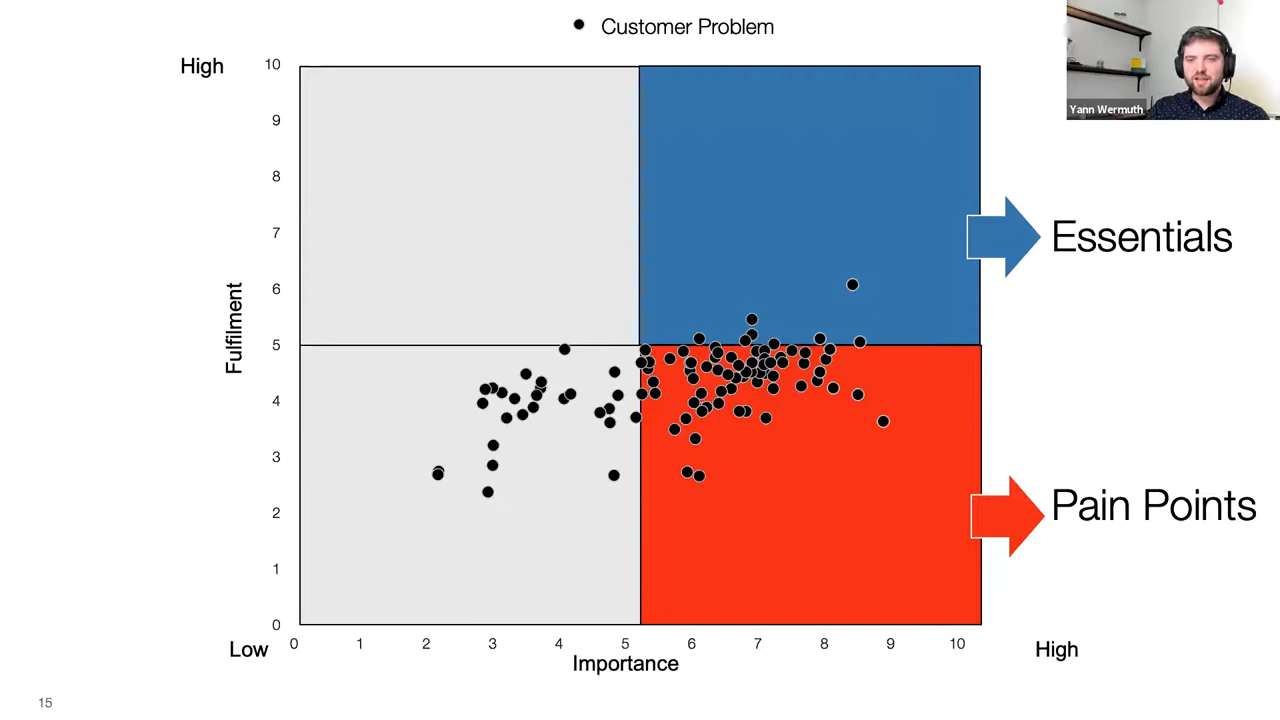 Customer Problem
Yann Wermuth
High
10
9
8
7
6
5
4
3
2
1
0
Fulfilment
Essentials
Pain Points
0 1 2 3 4 5 6 7 8 9 10
Low
Importance
High
15